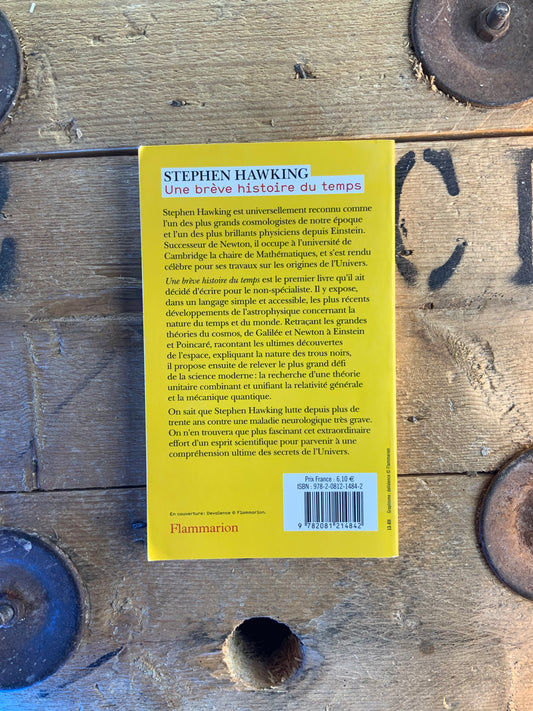 STEPHEN HAWKING
Une brève histoire du temps
Stephen Hawking est universellement reconnu comme
l'un des plus grands cosmologistes de notre époque
et l'un des plus brillants physiciens depuis Einstein.
Successeur de Newton, il occupe à l'université de
Cambridge la chaire de Mathématiques, et s'est rendu
célèbre pour ses travaux sur les origines de l'Univers.
Une brève histoire du temps est le premier livre qu'il ait
décidé d'écrire pour le non-spécialiste. Il y expose,
dans un langage simple et accessible, les plus récents
développements de l'astrophysique concernant la
nature du temps et du monde. Retraçant les grandes
théories du cosmos, de Galilée et Newton à Einstein
et Poincaré, racontant les ultimes découvertes
de l'espace, expliquant la nature des trous noirs,
il propose ensuite de relever le plus grand défi
de la science moderne : la recherche d'une théorie
unitaire combinant et unifiant la relativité générale
et la mécanique quantique.
On sait que Stephen Hawking lutte depuis plus de
trente ans contre une maladie neurologique très grave.
On n'en trouvera que plus fascinant cet extraordinaire
effort d'un esprit scientifique pour parvenir à une
compréhension ultime des secrets de l'Univers.
Prix France : 6,10 €
ISBN : 978-2-0812-1484-2
9 782081 214842
En couverture: Devalence © Flammarion.
Flammarion